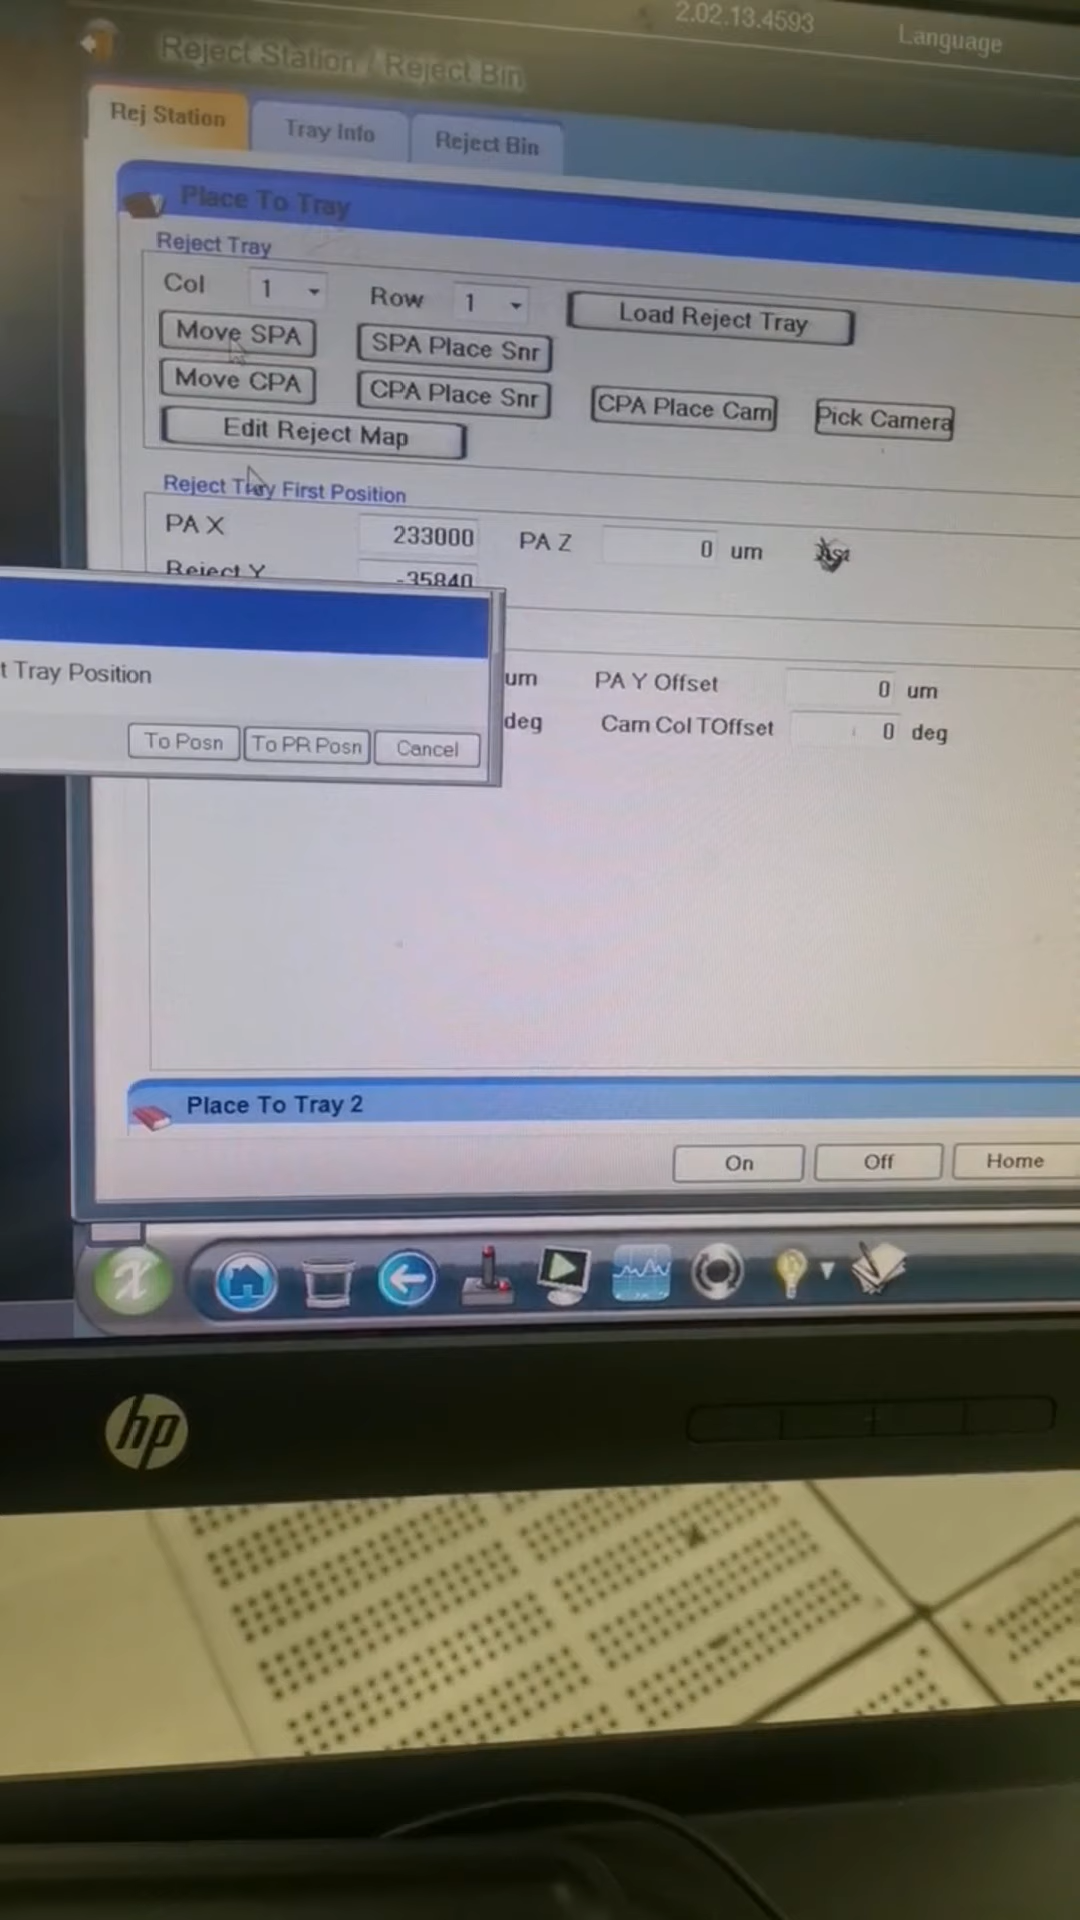 2.02.13.4593 Language
Reject Station / Reject Bin
Rej Station Tray Info Reject Bin
Place To Tray
Reject Tray
Col 1 Row 1 Load Reject Tray
Move SPA SPA Place Snr
Move CPA CPA Place Snr CPA Place Cam Pick Camera
Edit Reject Map
Reject Tray First Position
PA X 233000 PA Z 0 um
Reject Y -35840
t Tray Position
um PA Y Offset 0 um
deg Cam Col TOffset 0 deg
To Posn To PR Posn Cancel
Place To Tray 2
On Off Home
hp